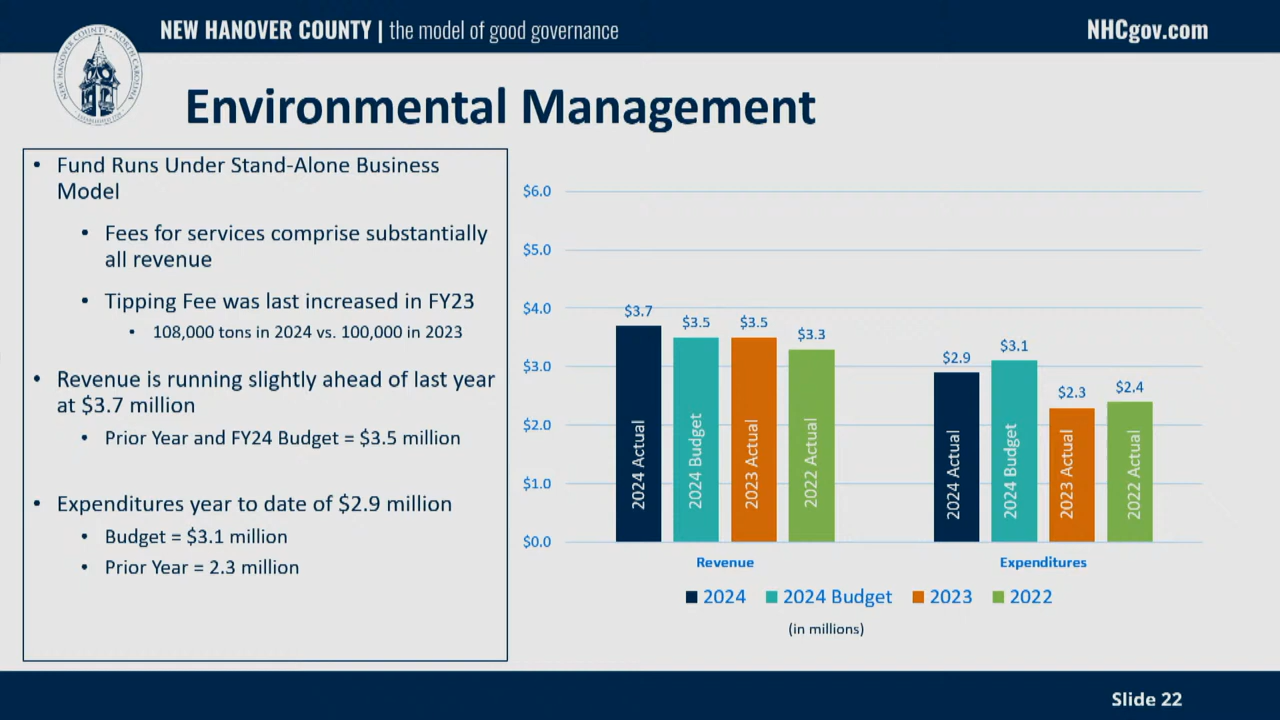 NEW HANOVER COUNTY | the model of good governance
NHCgov.com
NEW HANOVER COUNTY • NORTH CAROLINA
Environmental Management
• Fund Runs Under Stand-Alone Business
Model
• Fees for services comprise substantially
all revenue
• Tipping Fee was last increased in FY23
• 108,000 tons in 2024 vs. 100,000 in 2023
• Revenue is running slightly ahead of last year
at $3.7 million
• Prior Year and FY24 Budget = $3.5 million
• Expenditures year to date of $2.9 million
• Budget = $3.1 million
• Prior Year = 2.3 million
$6.0
$5.0
$4.0
$3.0
$2.0
$1.0
$0.0
$3.7
$3.5
$3.5
$3.3
$2.9
$3.1
$2.3
$2.4
2024 Actual
2024 Budget
2023 Actual
2022 Actual
2024 Actual
2024 Budget
2023 Actual
2022 Actual
Revenue
Expenditures
2024
2024 Budget
2023
2022
(in millions)
Slide 22